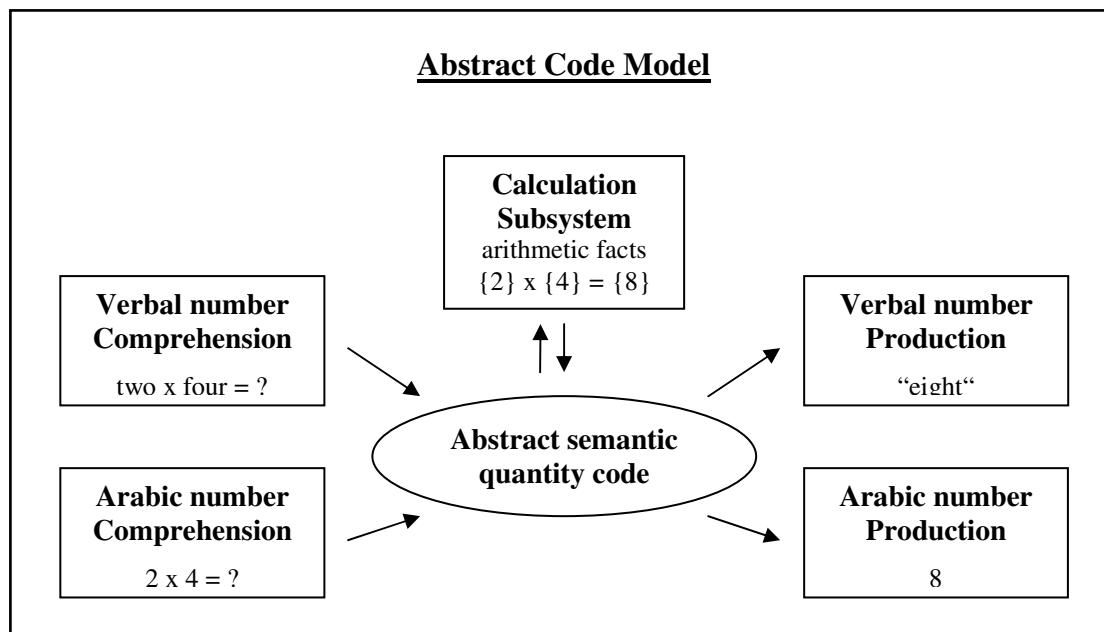 Abstract Code Model
Calculation
Subsystem
arithmetic facts
{2} x {4} = {8}
Verbal number
Comprehension
two x four = ?
Verbal number
Production
“eight“
Abstract semantic
quantity code
Arabic number
Comprehension
2 x 4 = ?
Arabic number
Production
8